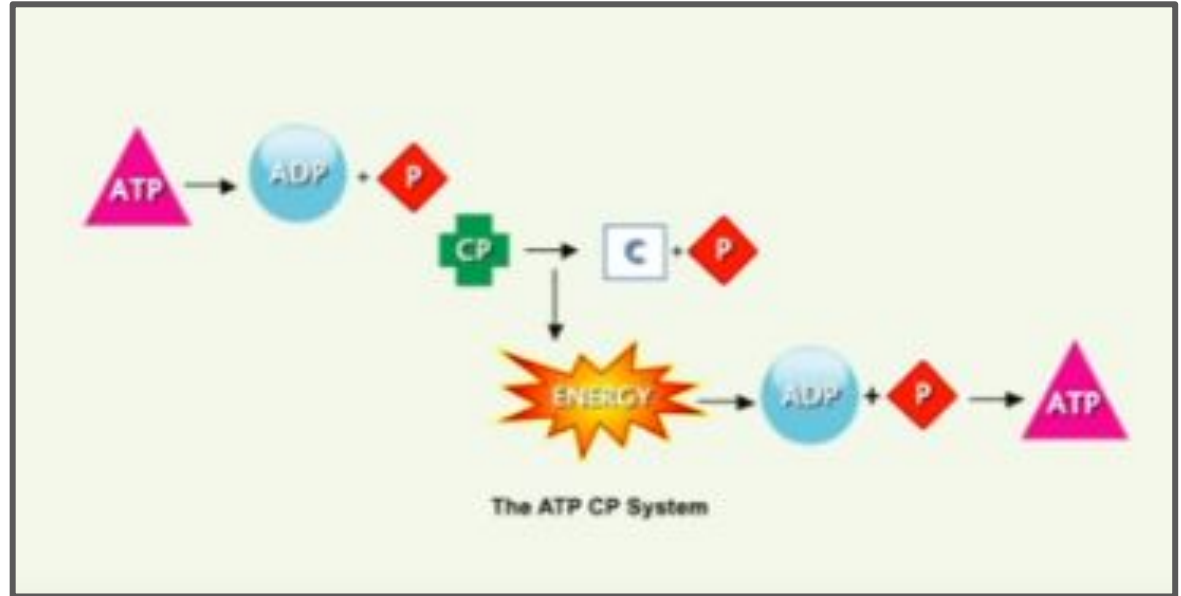 ATP ADP + P
CP C + P
ENERGY ADP + P ATP
The ATP CP System